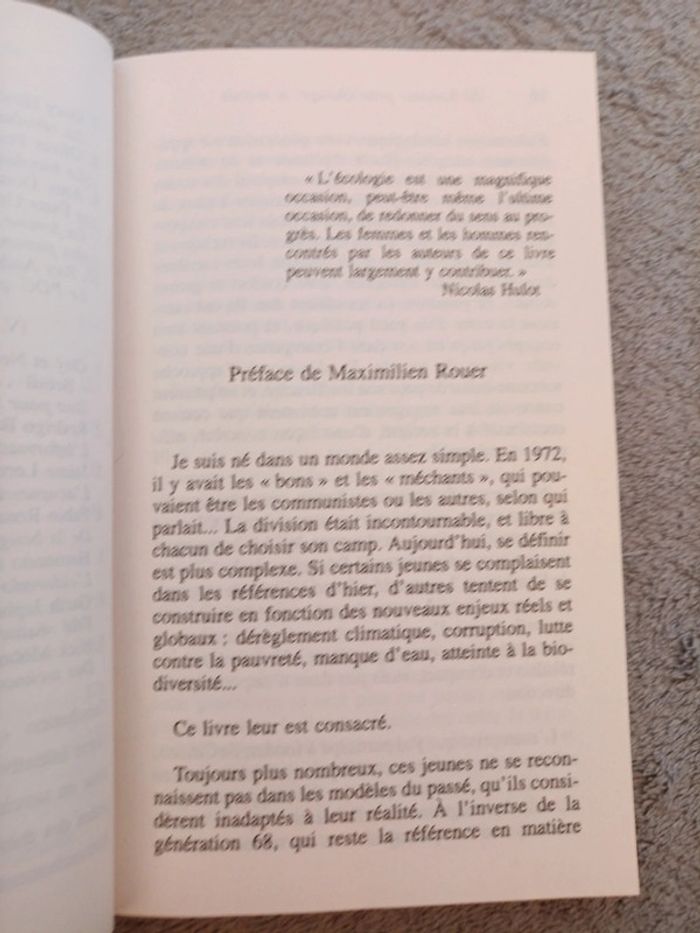 « L'écologie est une magnifique
occasion, peut-être même l'ultime
occasion, de redonner du sens au pro-
grès. Les femmes et les hommes ren-
contrés par les auteurs de ce livre
peuvent largement y contribuer. »
Nicolas Hulot
Préface de Maximilien Rouer
Je suis né dans un monde assez simple. En 1972,
il y avait les « bons » et les « méchants », qui pou-
vaient être les communistes ou les autres, selon qui
parlait... La division était incontournable, et libre à
chacun de choisir son camp. Aujourd'hui, se définir
est plus complexe. Si certains jeunes se complaisent
dans les références d'hier, d'autres tentent de se
construire en fonction des nouveaux enjeux réels et
globaux : dérèglement climatique, corruption, lutte
contre la pauvreté, manque d'eau, atteinte à la bio-
diversité...
Ce livre leur est consacré.
Toujours plus nombreux, ces jeunes ne se recon-
naissent pas dans les modèles du passé, qu'ils consi-
dèrent inadaptés à leur réalité. À l'inverse de la
génération 68, qui reste la référence en matière